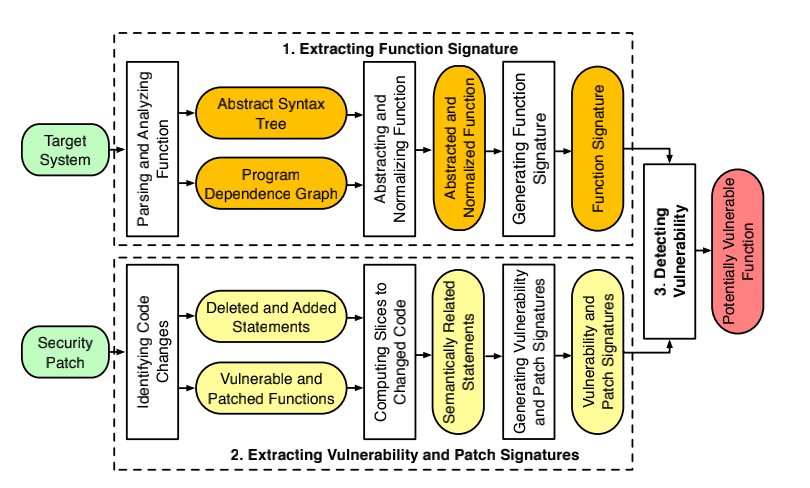 1. Extracting Function Signature
Target
System
Parsing and Analyzing
Function
Abstract Syntax
Tree
Program
Dependence Graph
Abstracting and
Normalizing Function
Abstracted and
Normalized Function
Generating Function
Signature
Function Signature
3. Detecting
Vulnerability
Potentially Vulnerable
Function
Security
Patch
Identifying Code
Changes
Deleted and Added
Statements
Vulnerable and
Patched Functions
Computing Slices to
Changed Code
Semantically Related
Statements
Generating Vulnerability
and Patch Signatures
Vulnerability and
Patch Signatures
2. Extracting Vulnerability and Patch Signatures